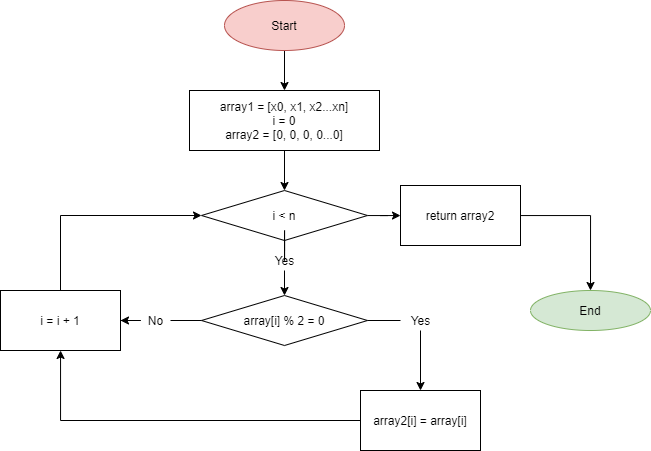 Start
array1 = [x0, x1, x2...xn]
i = 0
array2 = [0, 0, 0, 0...0]
i < n
return array2
Yes
End
i = i + 1
No
array[i] % 2 = 0
Yes
array2[i] = array[i]